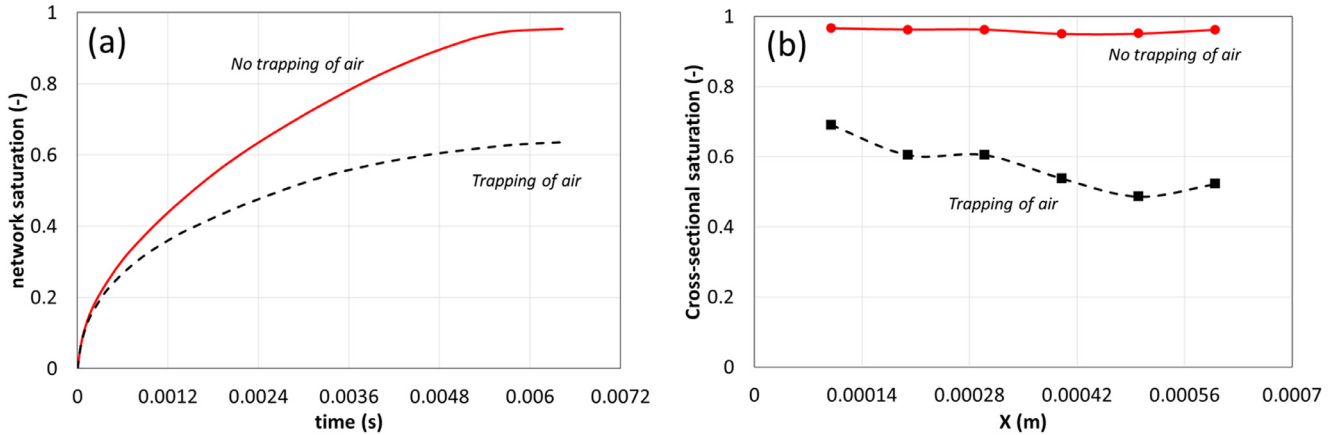 (a)
network saturation (-)
1
0.8
0.6
0.4
0.2
0
No trapping of air
Trapping of air
0 0.0012 0.0024 0.0036 0.0048 0.006 0.0072
time (s)
(b)
Cross-sectional saturation (-)
1
0.8
0.6
0.4
0.2
0
No trapping of air
Trapping of air
0 0.00014 0.00028 0.00042 0.00056 0.0007
X (m)